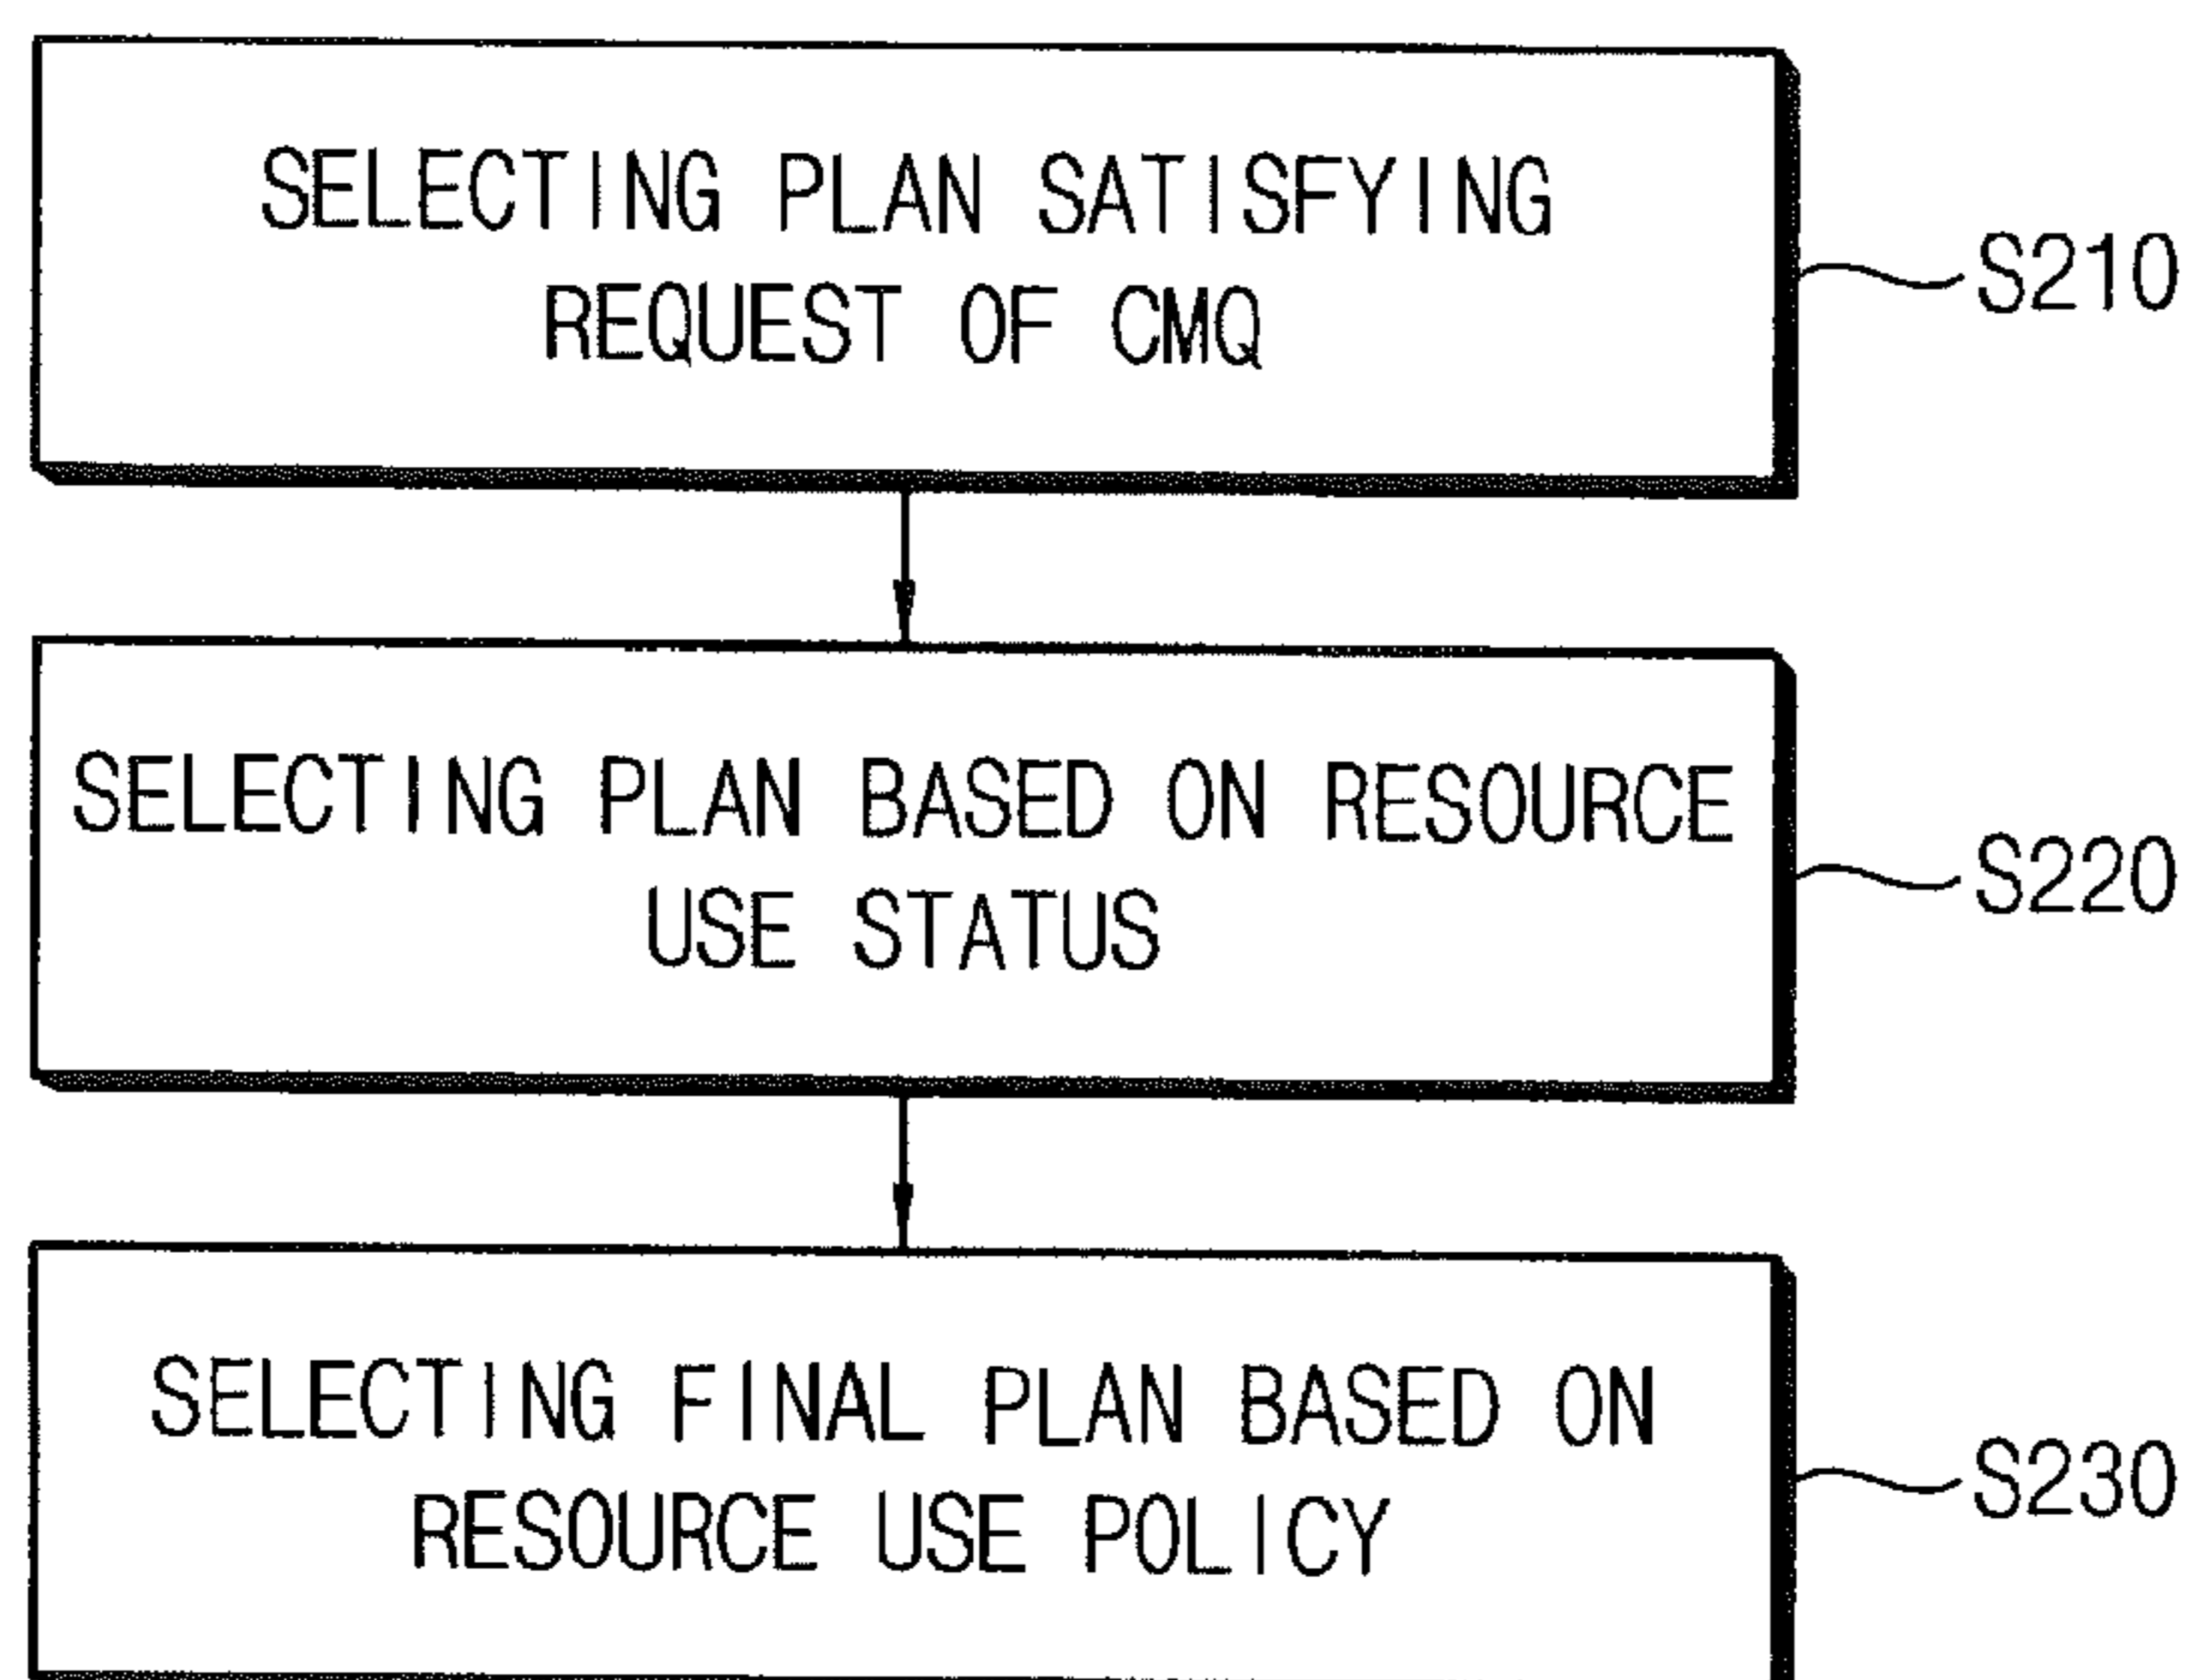 SELECTING PLAN SATISFYING
REQUEST OF CMQ
S210
SELECTING PLAN BASED ON RESOURCE
USE STATUS
S220
SELECTING FINAL PLAN BASED ON
RESOURCE USE POLICY
S230